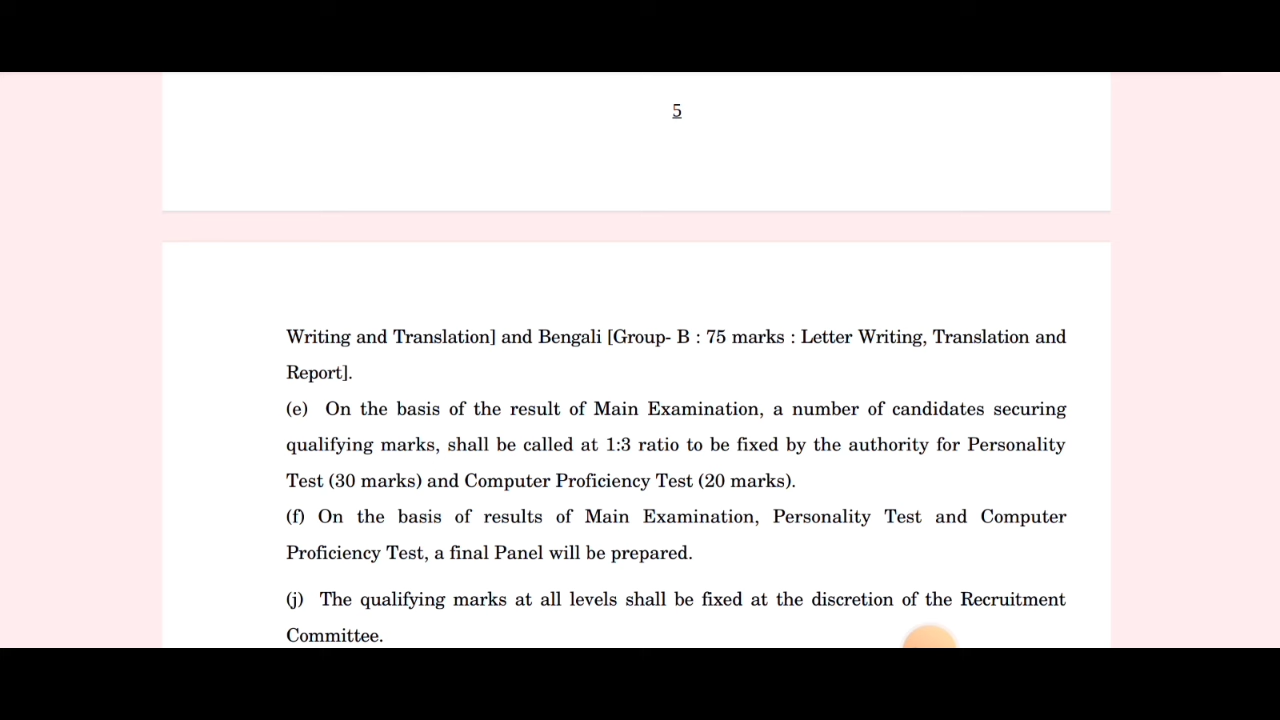 5
Writing and Translation] and Bengali [Group- B : 75 marks : Letter Writing, Translation and
Report].
(e) On the basis of the result of Main Examination, a number of candidates securing
qualifying marks, shall be called at 1:3 ratio to be fixed by the authority for Personality
Test (30 marks) and Computer Proficiency Test (20 marks).
(f) On the basis of results of Main Examination, Personality Test and Computer
Proficiency Test, a final Panel will be prepared.
(j) The qualifying marks at all levels shall be fixed at the discretion of the Recruitment
Committee.